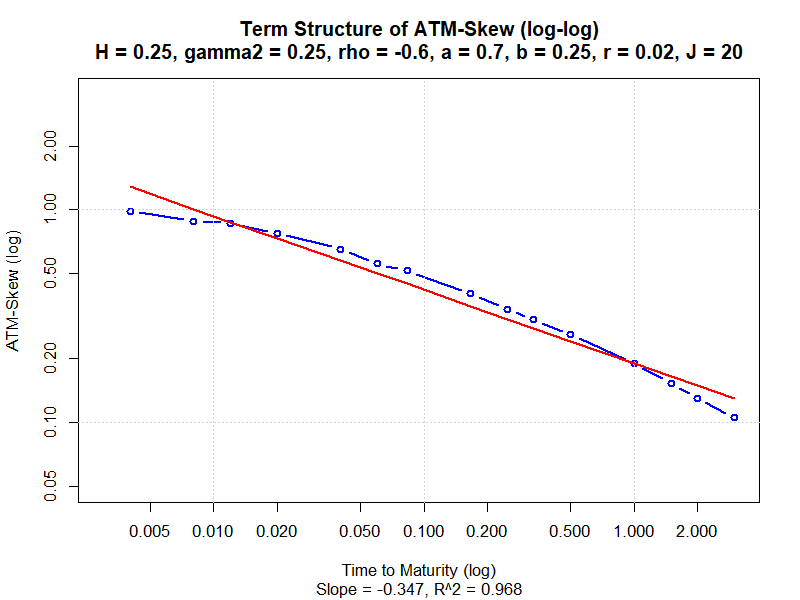 Term Structure of ATM-Skew (log-log)
H = 0.25, gamma2 = 0.25, rho = -0.6, a = 0.7, b = 0.25, r = 0.02, J = 20
ATM-Skew (log)
2.00
1.00
0.50
0.20
0.10
0.05
0.005 0.010 0.020 0.050 0.100 0.200 0.500 1.000 2.000
Time to Maturity (log)
Slope = -0.347, R^2 = 0.968